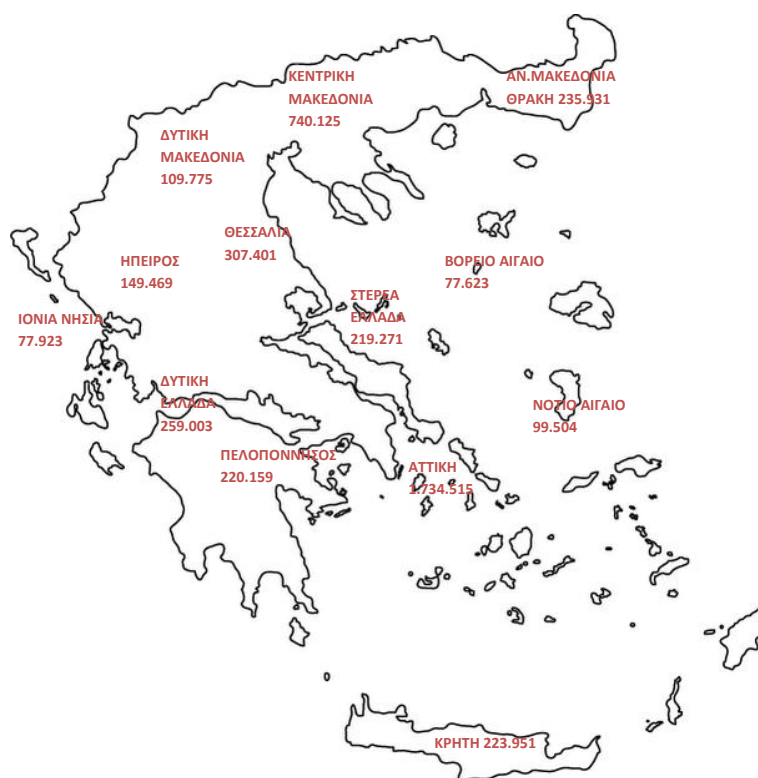 ΚΕΝΤΡΙΚΗ
ΜΑΚΕΔΟΝΙΑ
740.125
ΑΝ.ΜΑΚΕΔΟΝΙΑ
ΘΡΑΚΗ 235.931
ΔΥΤΙΚΗ
ΜΑΚΕΔΟΝΙΑ
109.775
ΘΕΣΣΑΛΙΑ
307.401
ΗΠΕΙΡΟΣ
149.469
ΒΟΡΕΙΟ ΑΙΓΑΙΟ
77.623
ΣΤΕΡΕΑ
ΕΛΛΑΔΑ
219.271
ΙΟΝΙΑ ΝΗΣΙΑ
77.923
ΔΥΤΙΚΗ
ΕΛΛΑΔΑ
259.003
ΝΟΤΙΟ ΑΙΓΑΙΟ
99.504
ΠΕΛΟΠΟΝΝΗΣΟΣ
220.159
ΑΤΤΙΚΗ
1.734.515
ΚΡΗΤΗ 223.951